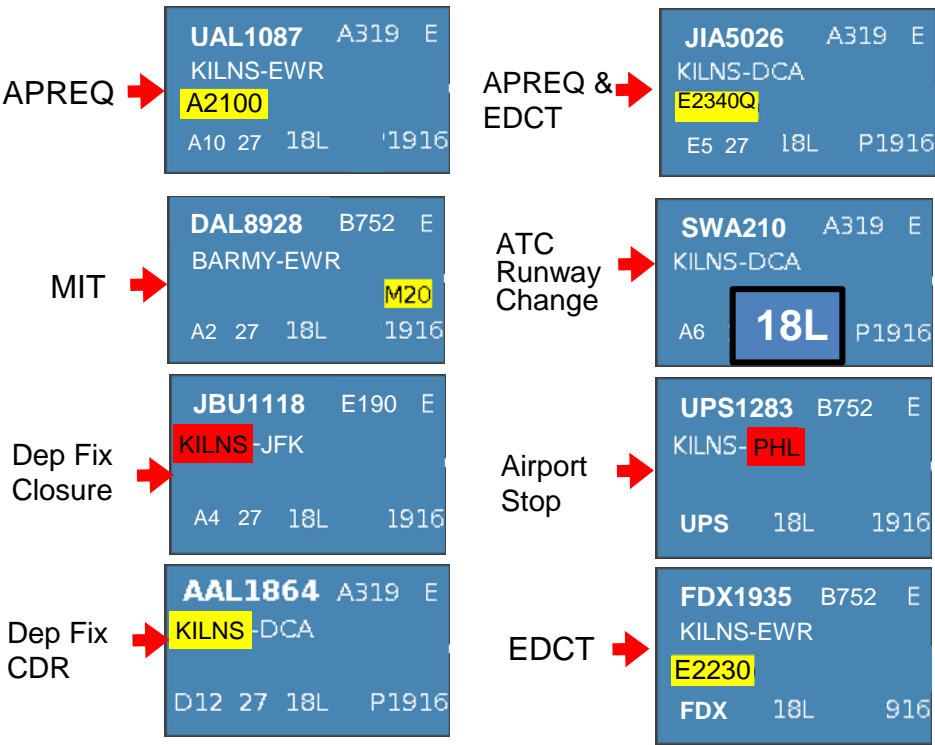 APREQ
UAL1087 A319 E
KILNS-EWR
A2100
A10 27 18L 1916
APREQ &
EDCT
JIA5026 A319 E
KILNS-DCA
E2340Q
E5 27 18L P1916
MIT
DAL8928 B752 E
BARMY-EWR
M20
A2 27 18L 1916
ATC
Runway
Change
SWA210 A319 E
KILNS-DCA
A6 18L P1916
Dep Fix
Closure
JBU1118 E190 E
KILNS-JFK
A4 27 18L 1916
Airport
Stop
UPS1283 B752 E
KILNS-PHL
UPS 18L 1916
Dep Fix
CDR
AAL1864 A319 E
KILNS-DCA
D12 27 18L P1916
EDCT
FDX1935 B752 E
KILNS-EWR
E2230
FDX 18L 916